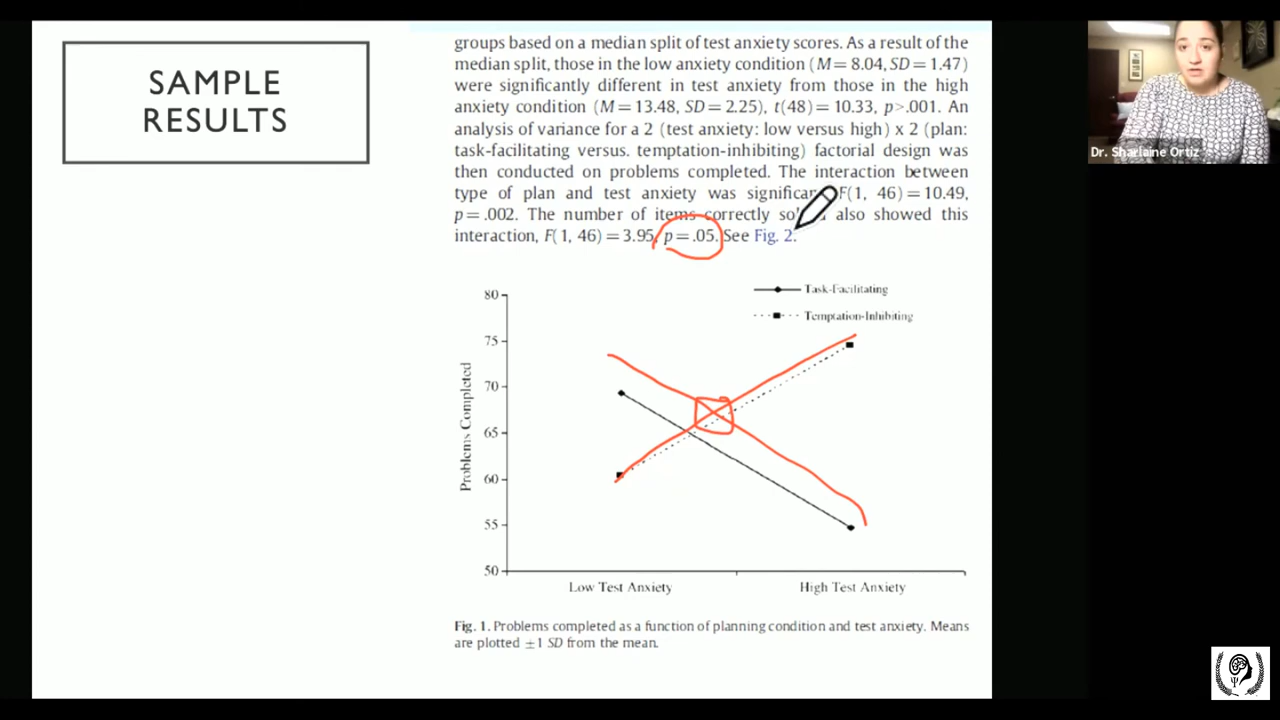 SAMPLE
RESULTS
groups based on a median split of test anxiety scores. As a result of the
median split, those in the low anxiety condition (M=8.04, SD=1.47)
were significantly different in test anxiety from those in the high
anxiety condition (M=13.48, SD=2.25), t(48)=10.33, p>.001. An
analysis of variance for a 2 (test anxiety: low versus high) x 2 (plan:
task-facilitating versus. temptation-inhibiting) factorial design was
then conducted on problems completed. The interaction between
type of plan and test anxiety was significan F(1, 46)=10.49,
p=.002. The number of items correctly so also showed this
interaction, F(1, 46)=3.95, p=.05. See Fig. 2.
Dr. Sharlaine Ortiz
Task-Facilitating
Temptation-Inhibiting
80
75
70
65
60
55
50
Problems Completed
Low Test Anxiety High Test Anxiety
Fig. 1. Problems completed as a function of planning condition and test anxiety. Means
are plotted ±1 SD from the mean.
Ψ